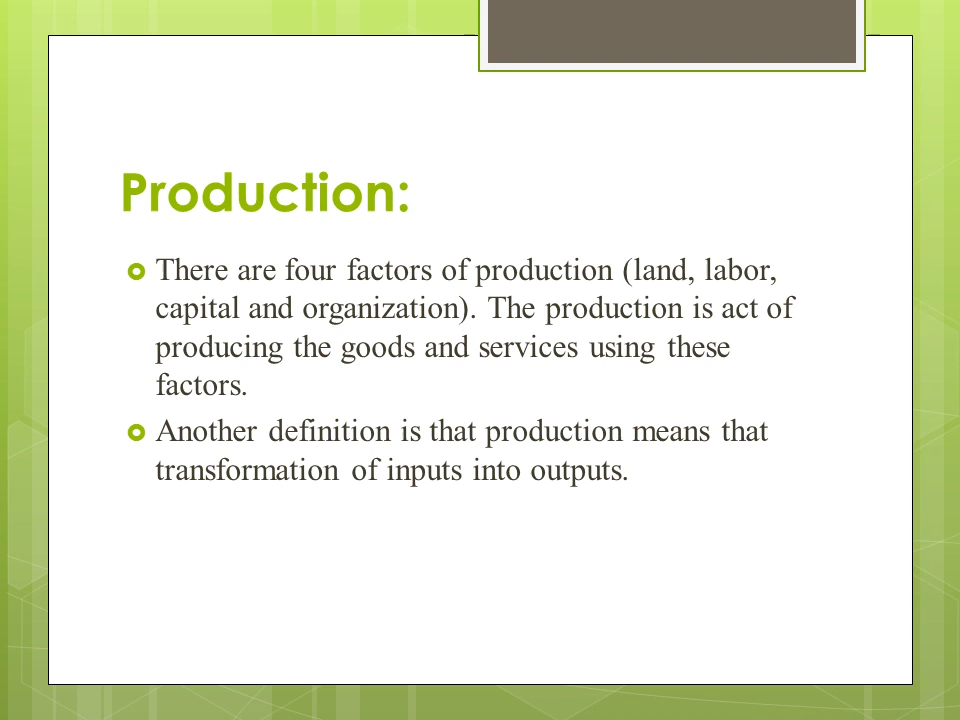 Production:
There are four factors of production (land, labor,
capital and organization). The production is act of
producing the goods and services using these
factors.
Another definition is that production means that
transformation of inputs into outputs.